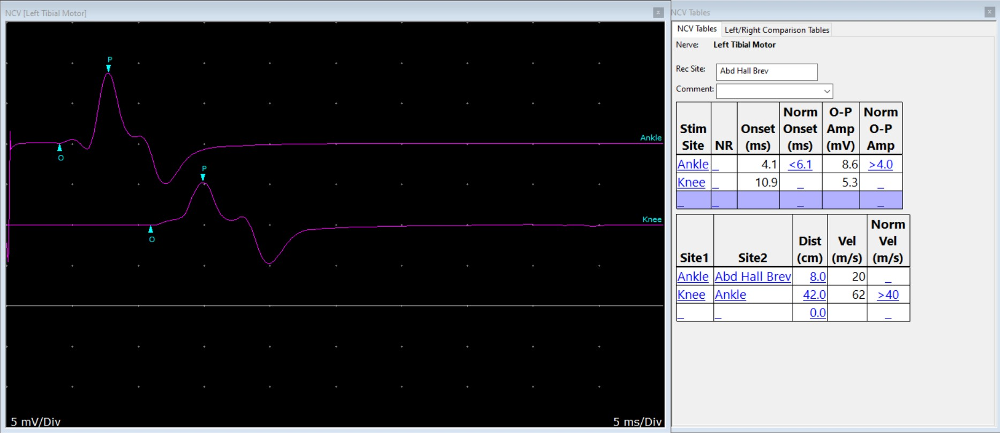 NCV [Left Tibial Motor]
P
Ankle
O
P
Knee
O
5 mV/Div
5 ms/Div
NCV Tables
NCV Tables
Left/Right Comparison Tables
Nerve: Left Tibial Motor
Rec Site: Abd Hall Brev
Comment:
Stim Site NR Onset (ms) Norm Onset (ms) O-P Amp (mV) Norm O-P Amp
Ankle _ 4.1 <6.1 8.6 >4.0
Knee _ 10.9 _ 5.3 _
_ _ _ _
Site1 Site2 Dist (cm) Vel (m/s) Norm Vel (m/s)
Ankle Abd Hall Brev 8.0 20 _
Knee Ankle 42.0 62 >40
_ _ 0.0 _